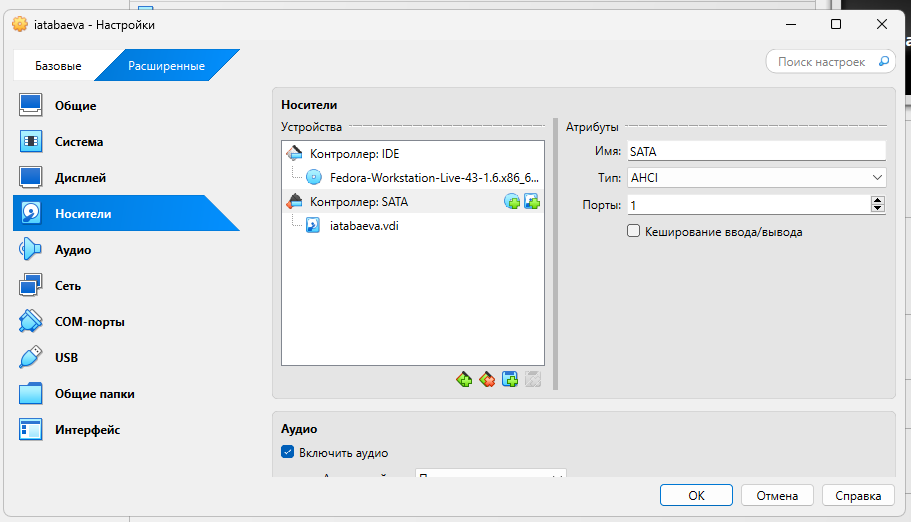 iatabaeva - Настройки
Базовые
Расширенные
Поиск настроек
Общие
Система
Дисплей
Носители
Аудио
Сеть
COM-порты
USB
Общие папки
Интерфейс
Носители
Устройства
Контроллер: IDE
Fedora-Workstation-Live-43-1.6.x86_6...
Контроллер: SATA
iatabaeva.vdi
Атрибуты
Имя: SATA
Тип: AHCI
Порты: 1
Кеширование ввода/вывода
Аудио
Включить аудио
OK
Отмена
Справка